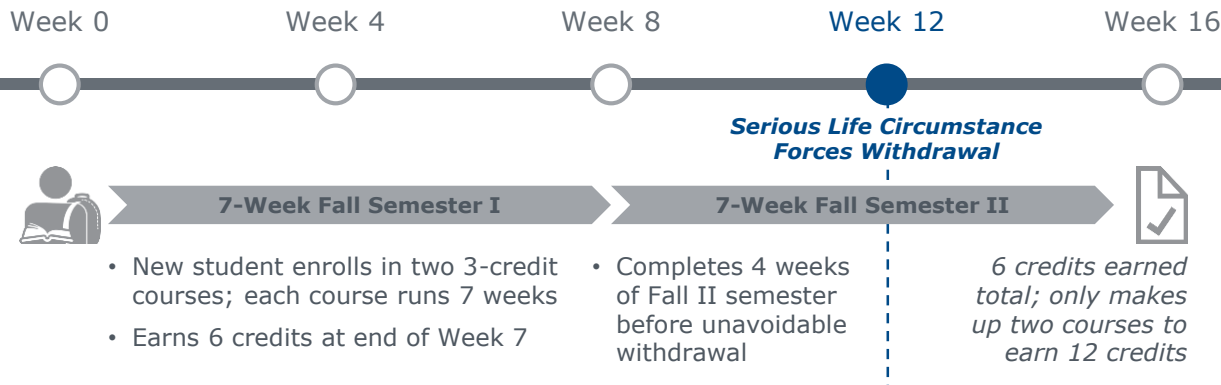 Week 0
Week 4
Week 8
Week 12
Week 16
Serious Life Circumstance
Forces Withdrawal
7-Week Fall Semester I
7-Week Fall Semester II
• New student enrolls in two 3-credit
courses; each course runs 7 weeks
• Earns 6 credits at end of Week 7
• Completes 4 weeks
of Fall II semester
before unavoidable
withdrawal
6 credits earned
total; only makes
up two courses to
earn 12 credits